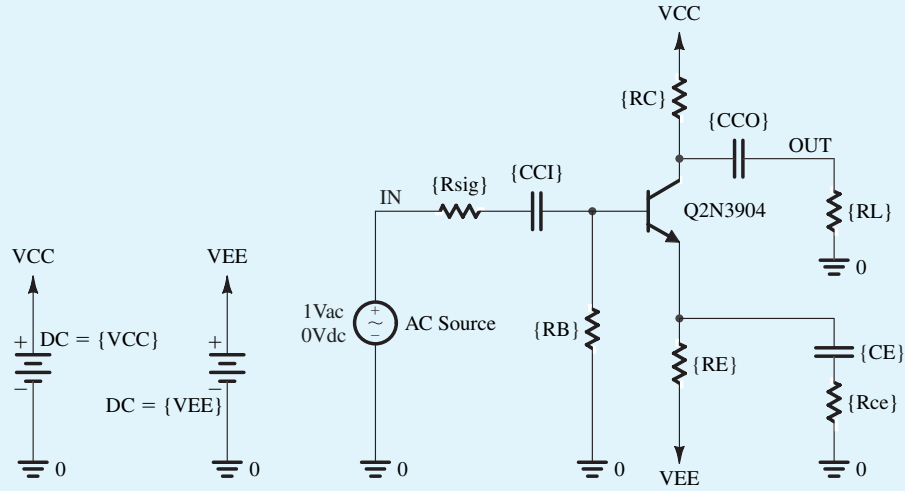 VCC
{RC}
{CCO}
OUT
{Rsig}
{CCI}
IN
Q2N3904
{RL}
0
VCC
VEE
+
DC = {VCC}
−
+
−
DC = {VEE}
1Vac
0Vdc
+
~
−
AC Source
{RB}
{RE}
{CE}
{Rce}
0
0
0
0
VEE
0